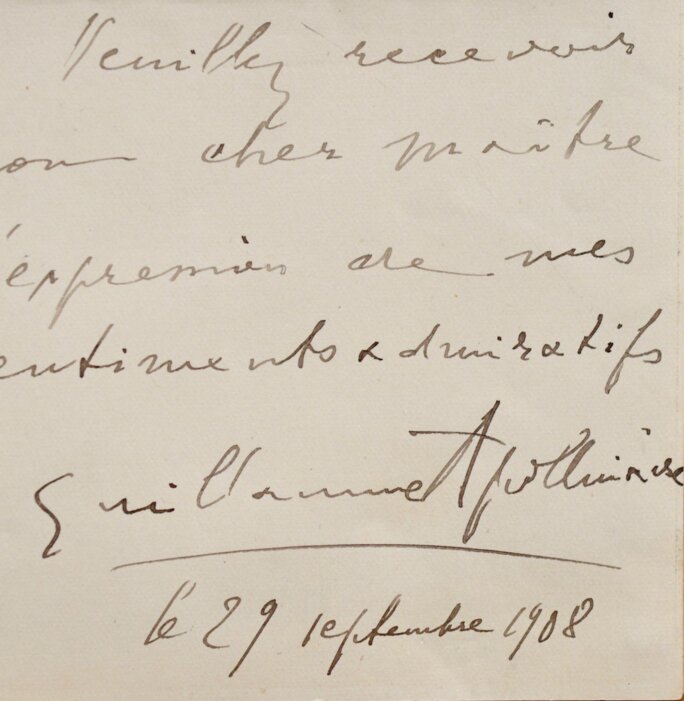 Veuillez recevoir
on cher maître
'expression de mes
entiments admiratifs
Guillaume Apollinaire
le 29 septembre 1908